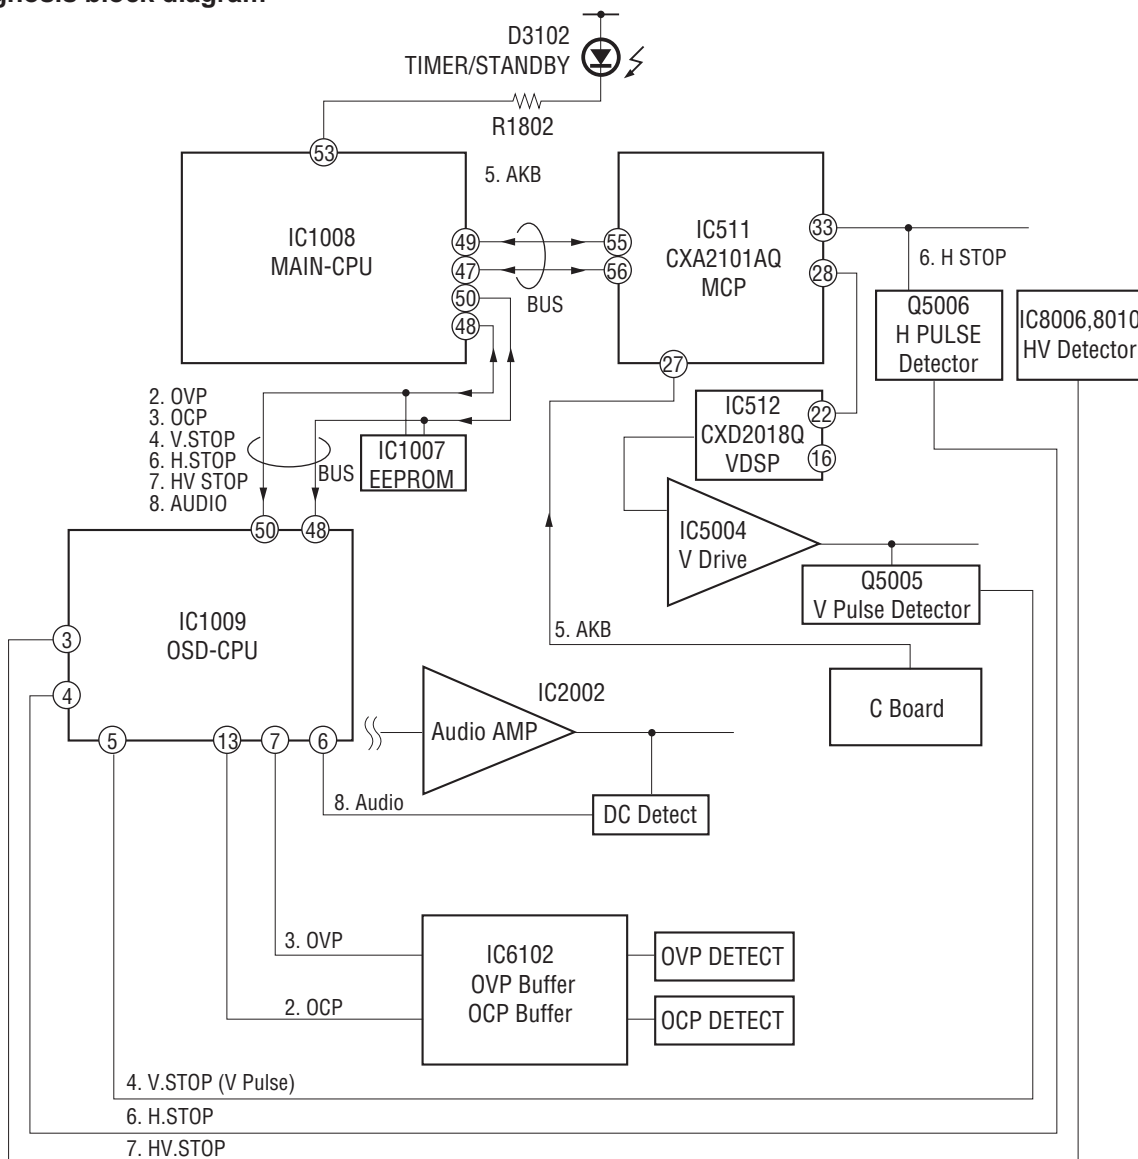 gnosis block diagram
D3102
TIMER/STANDBY
R1802
53
5. AKB
IC1008
MAIN-CPU
49
47
50
48
BUS
55
56
IC511
CXA2101AQ
MCP
33
28
27
6. H STOP
Q5006
H PULSE
Detector
IC8006,8010
HV Detector
2. OVP
3. OCP
4. V.STOP
6. H.STOP
7. HV STOP
8. AUDIO
BUS
IC1007
EEPROM
IC512
CXD2018Q
VDSP
22
16
IC5004
V Drive
Q5005
V Pulse Detector
50
48
IC1009
OSD-CPU
3
4
5
13
7
6
5. AKB
C Board
IC2002
Audio AMP
8. Audio
DC Detect
3. OVP
2. OCP
IC6102
OVP Buffer
OCP Buffer
OVP DETECT
OCP DETECT
4. V.STOP (V Pulse)
6. H.STOP
7. HV.STOP